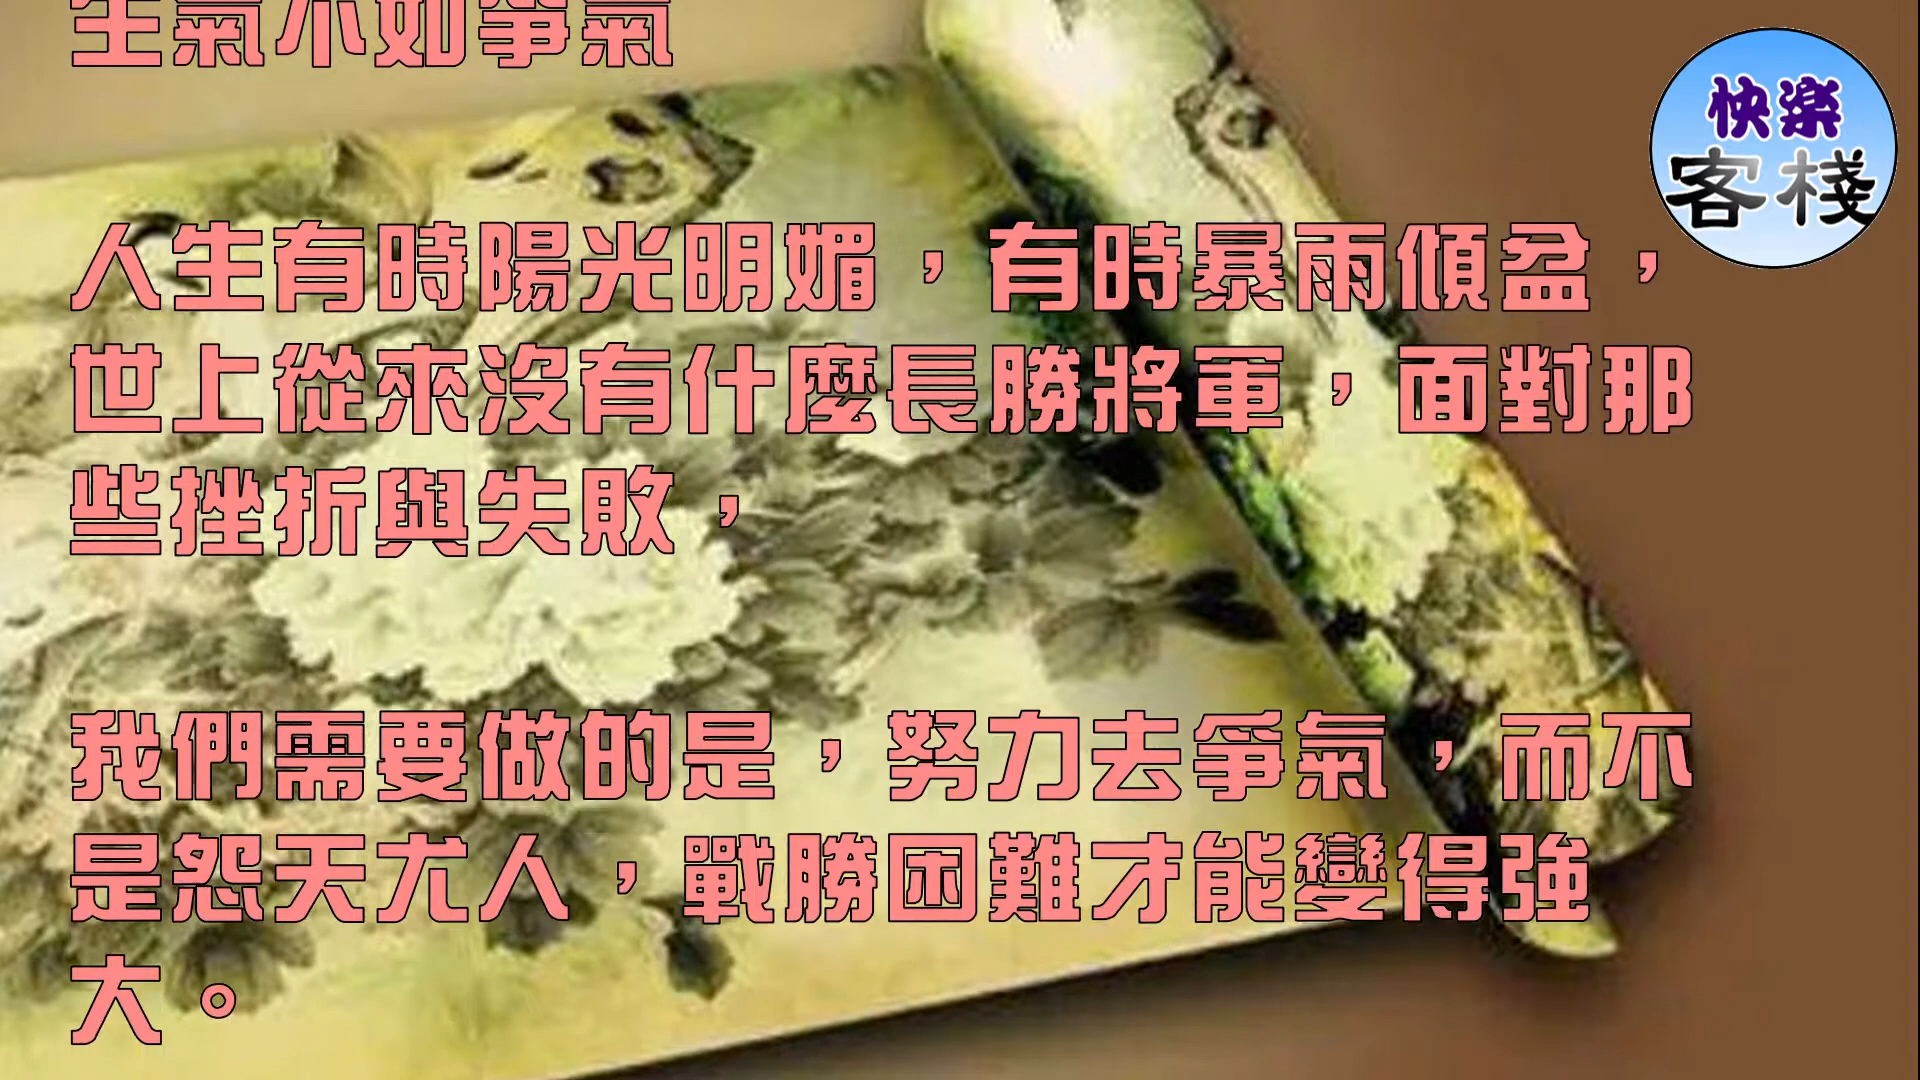 生氣不如爭氣
快樂
客棧
人生有時陽光明媚，有時暴雨傾盆，
世上從來沒有什麼長勝將軍，面對那
些挫折與失敗，
我們需要做的是，努力去爭氣，而不
是怨天尤人，戰勝困難才能變得強
大。